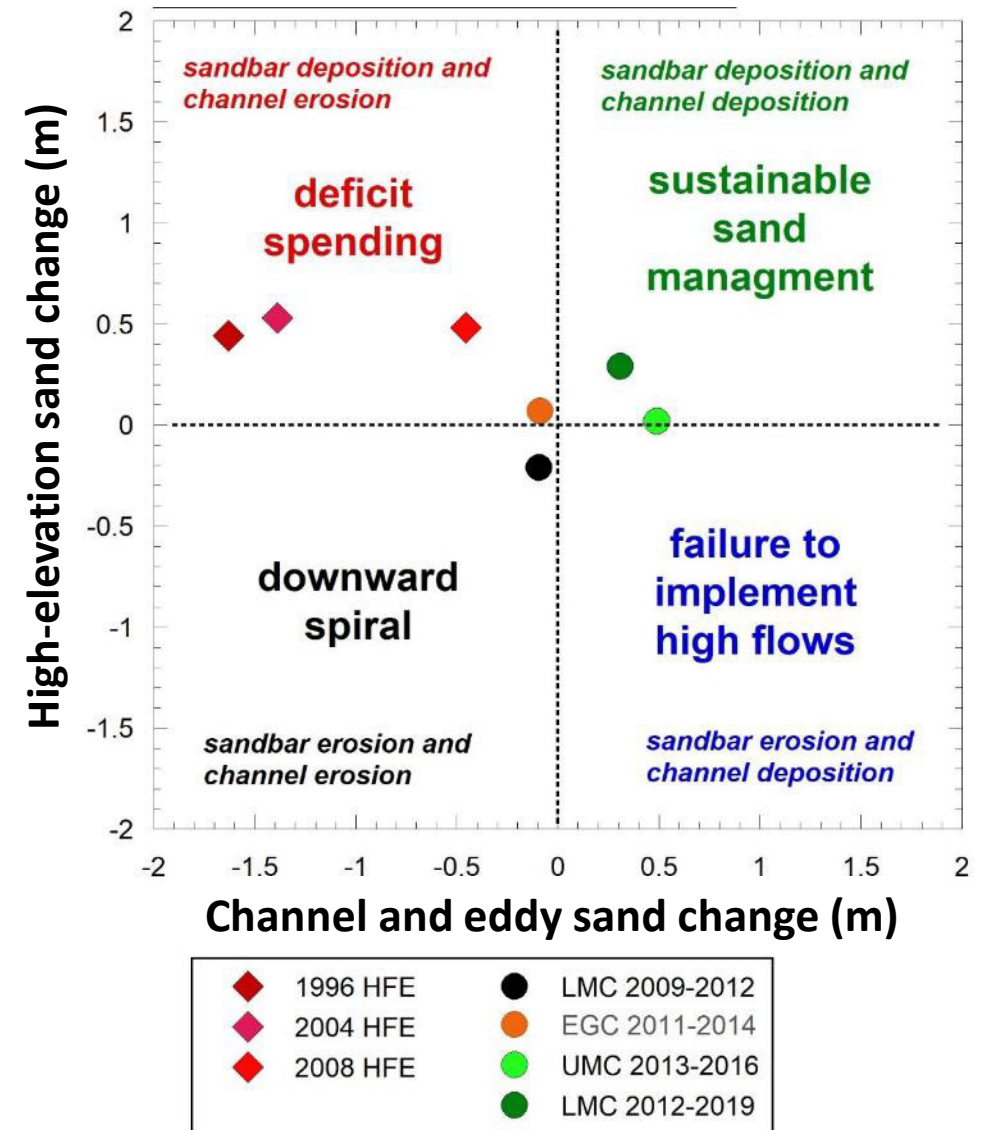 2
1.5
1
0.5
0
-0.5
-1
-1.5
-2
High-elevation sand change (m)
sandbar deposition and
channel erosion
deficit
spending
sandbar deposition and
channel deposition
sustainable
sand
managment
downward
spiral
sandbar erosion and
channel erosion
failure to
implement
high flows
sandbar erosion and
channel deposition
-2 -1.5 -1 -0.5 0 0.5 1 1.5 2
Channel and eddy sand change (m)
1996 HFE
2004 HFE
2008 HFE
LMC 2009-2012
EGC 2011-2014
UMC 2013-2016
LMC 2012-2019